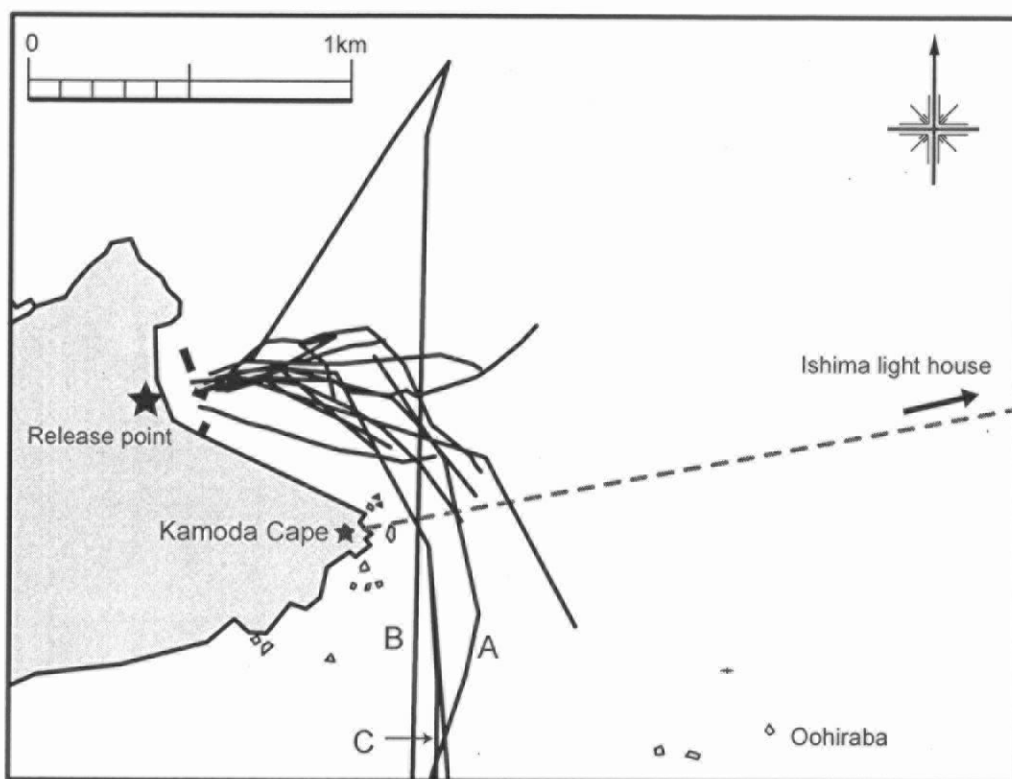 0 1km
Ishima light house
Release point
Kamoda Cape
B A
C
Oohiraba